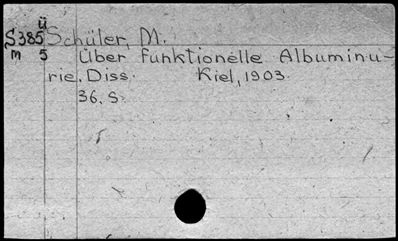 ü
S385 Schüler, M.
m 5 Über funktionelle Albuminu-
rie. Diss. Kiel, 1903.
36. S.